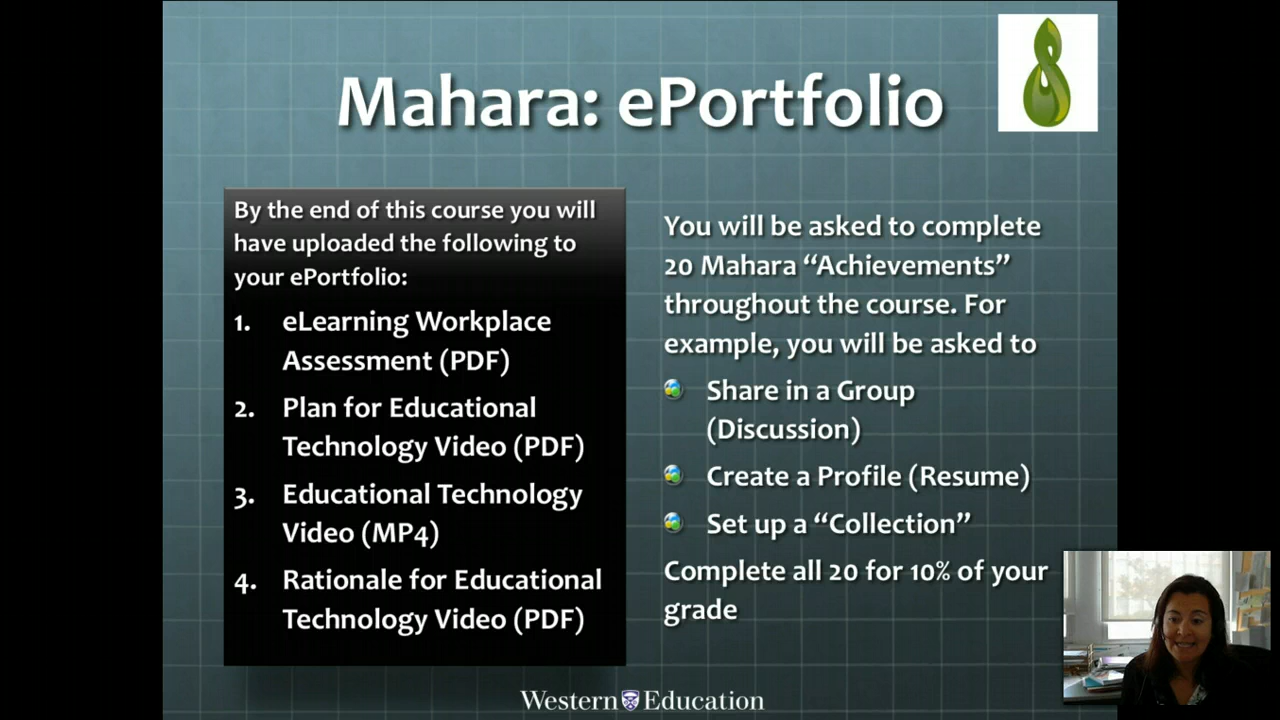 Mahara: ePortfolio
By the end of this course you will
have uploaded the following to
your ePortfolio:
1. eLearning Workplace
Assessment (PDF)
2. Plan for Educational
Technology Video (PDF)
3. Educational Technology
Video (MP4)
4. Rationale for Educational
Technology Video (PDF)
You will be asked to complete
20 Mahara “Achievements”
throughout the course. For
example, you will be asked to
Share in a Group
(Discussion)
Create a Profile (Resume)
Set up a “Collection”
Complete all 20 for 10% of your
grade
Western Education